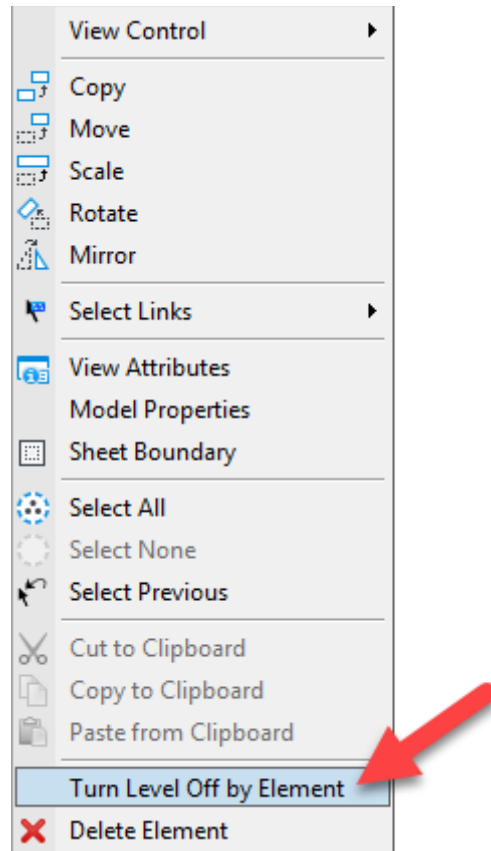 View Control
Copy
Move
Scale
Rotate
Mirror
Select Links
View Attributes
Model Properties
Sheet Boundary
Select All
Select None
Select Previous
Cut to Clipboard
Copy to Clipboard
Paste from Clipboard
Turn Level Off by Element
Delete Element